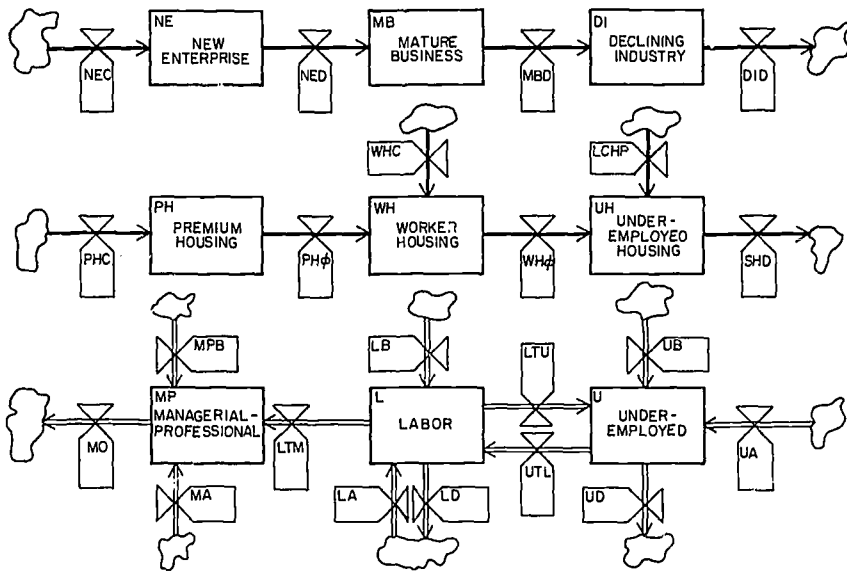 NE
NEW
ENTERPRISE
MB
MATURE
BUSINESS
DI
DECLINING
INDUSTRY
NEC
NED
MBD
DID
WHC
LCHP
PH
PREMIUM
HOUSING
WH
WORKER
HOUSING
UH
UNDER-
EMPLOYED
HOUSING
PHC
PHφ
WHφ
SHD
MPB
LB
LTU
UB
MP
MANAGERIAL-
PROFESSIONAL
L
LABOR
U
UNDER-
EMPLOYED
MO
LTM
UTL
UA
MA
LA
LD
UD